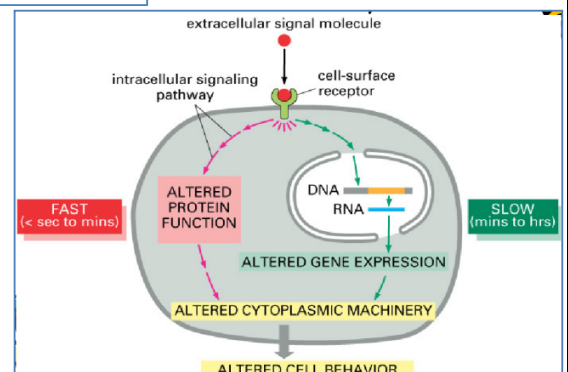 extracellular signal molecule
intracellular signaling
pathway
cell-surface
receptor
FAST
(< sec to mins)
ALTERED
PROTEIN
FUNCTION
DNA
RNA
SLOW
(mins to hrs)
ALTERED GENE EXPRESSION
ALTERED CYTOPLASMIC MACHINERY
ALTERED CELL BEHAVIOR